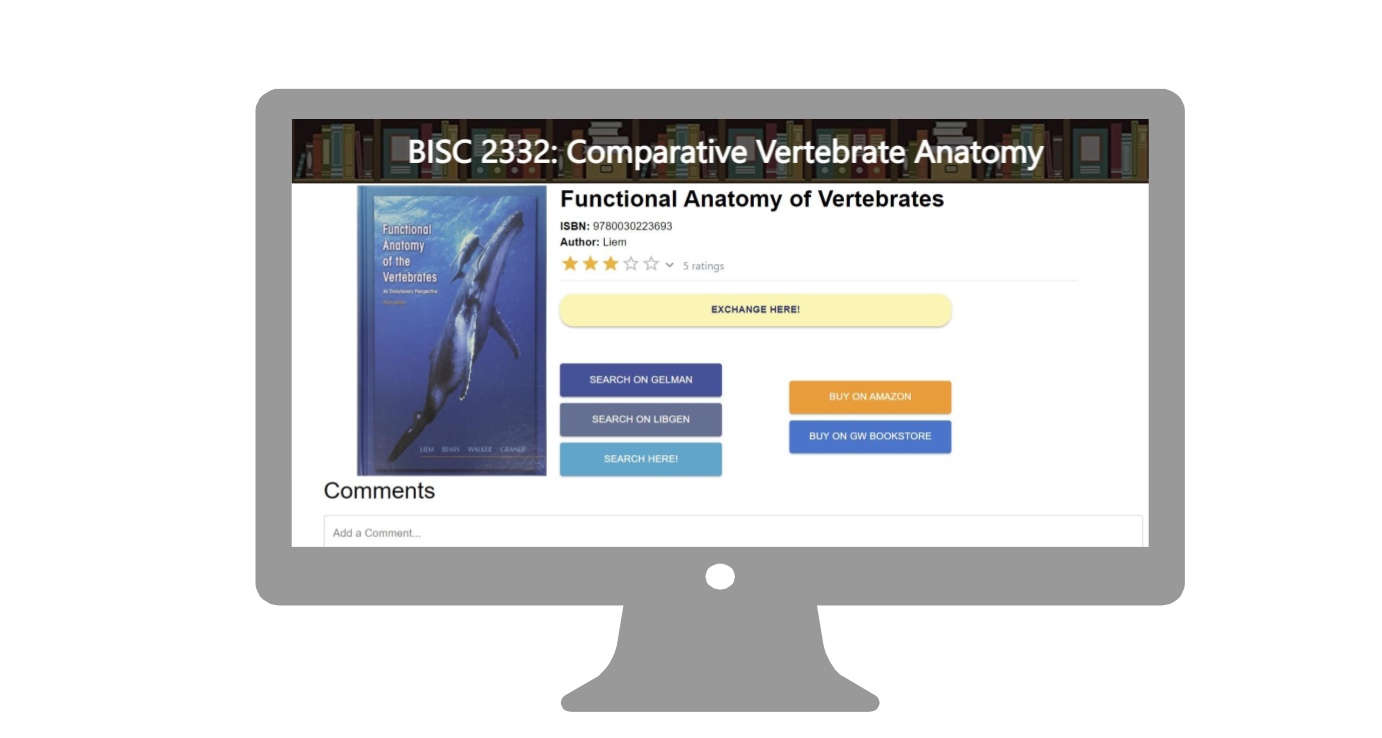 BISC 2332: Comparative Vertebrate Anatomy
Functional
Anatomy
of the
Vertebrates
An Evolutionary Perspective
LIEM BEMIS WALKER GRANDE
Functional Anatomy of Vertebrates
ISBN: 9780030223693
Author: Liem
5 ratings
EXCHANGE HERE!
SEARCH ON GELMAN
SEARCH ON LIBGEN
SEARCH HERE!
BUY ON AMAZON
BUY ON GW BOOKSTORE
Comments
Add a Comment...